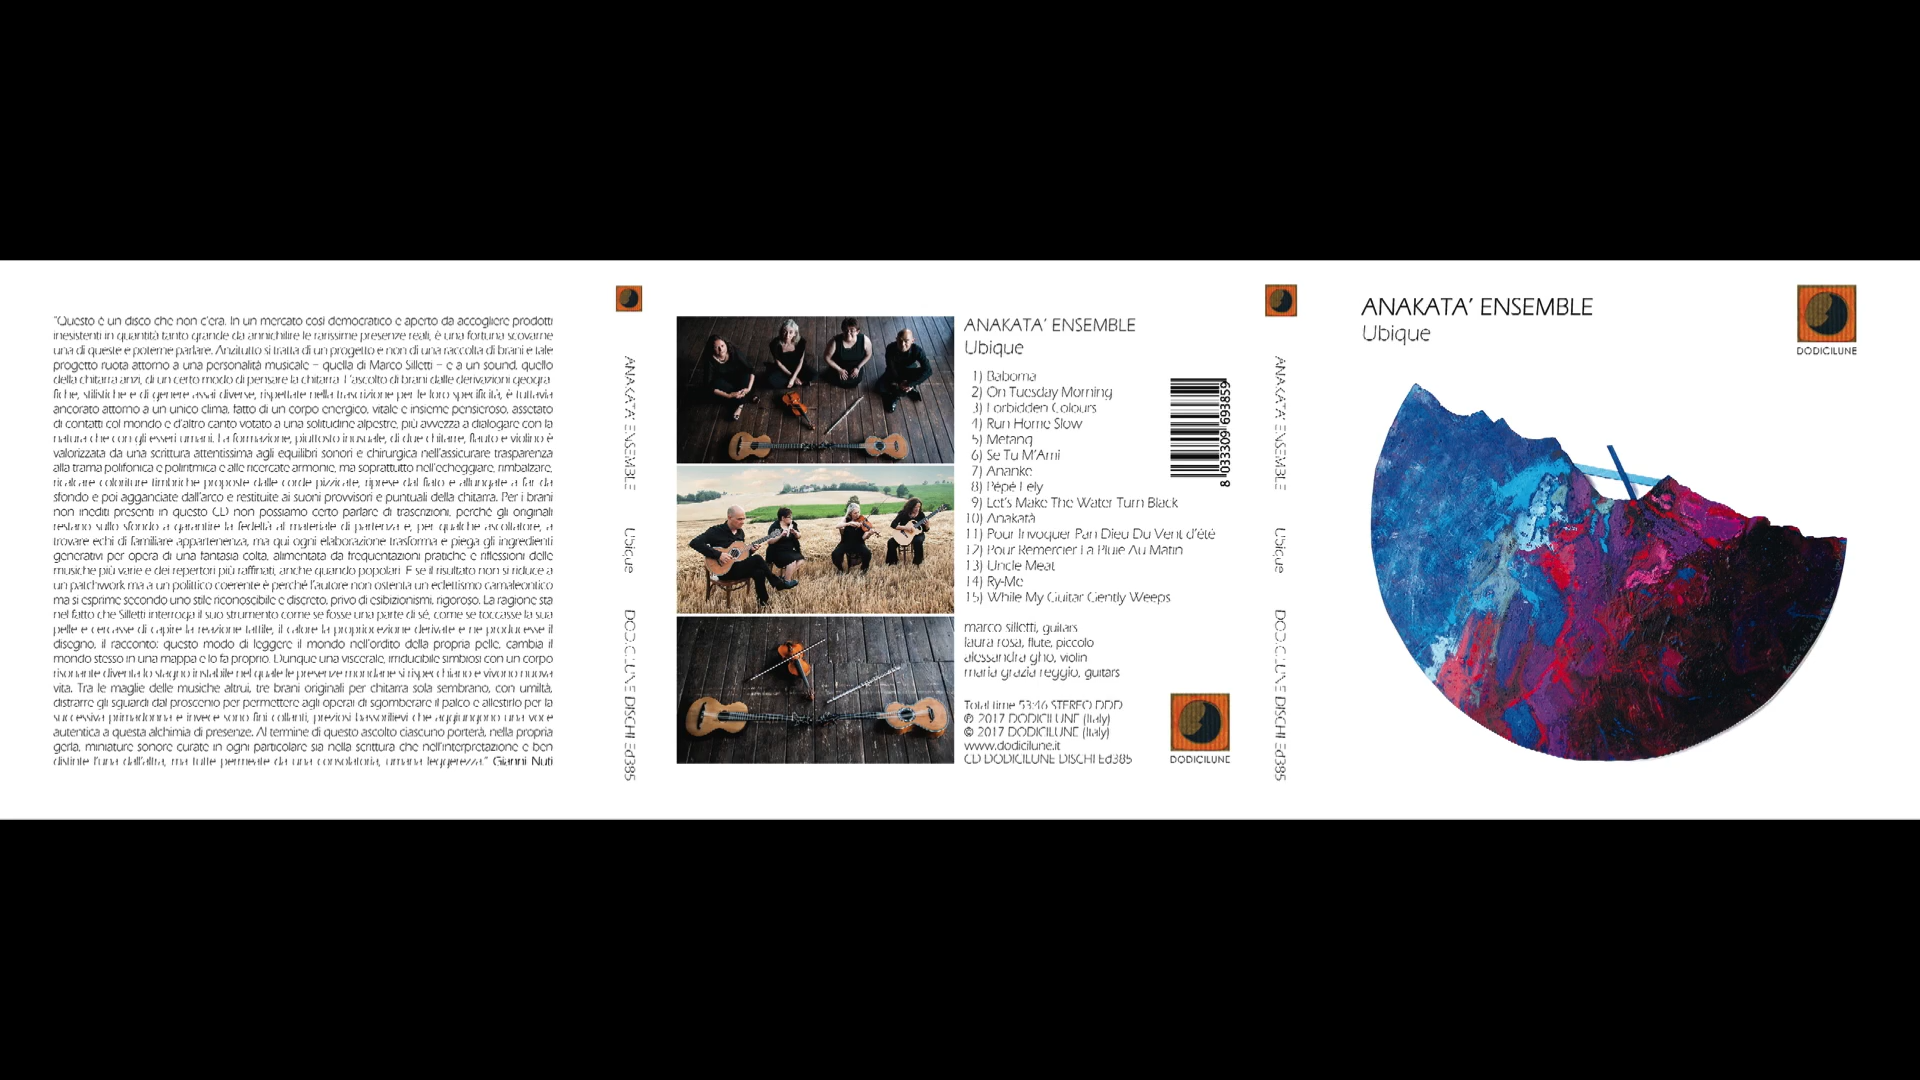 "Questo è un disco che non c'era. In un mercato così democratico e aperto da accogliere prodotti
inesistenti in quantità tanto grande da annichilire le rarissime presenze reali, è una fortuna scovarne
una di queste e poterne parlare. Anzitutto si tratta di un progetto e non di una raccolta di brani e tale
progetto ruota attorno a una personalità musicale – quella di Marco Silletti – e a un sound, quello
della chitarra anzi, di un certo modo di pensare la chitarra. L'ascolto di brani dalle derivazioni geogra-
fiche, stilistiche e di genere assai diverse, rispettate nella trascrizione per le loro specificità, è tuttavia
ancorato attorno a un unico clima, fatto di un corpo energico, vitale e insieme pensieroso, assetato
di contatti col mondo e d'altro canto votato a una solitudine alpestre, più avvezza a dialogare con la
natura che con gli esseri umani. La formazione, piuttosto inusuale, di due chitarre, flauto e violino è
valorizzata da una scrittura attentissima agli equilibri sonori e chirurgica nell'assicurare trasparenza
alla trama polifonica e poliritmica e alle ricercate armonie, ma soprattutto nell'echeggiare, rimbalzare,
ricalcare coloriture timbriche proposte dalle corde pizzicate, riprese dal fiato e allungate a far da
sfondo e poi agganciate dall'arco e restituite ai suoni provvisori e puntuali della chitarra. Per i brani
non inediti presenti in questo CD non possiamo certo parlare di trascrizioni, perché gli originali
restano sullo sfondo a garantire la fedeltà al materiale di partenza e, per qualche ascoltatore, a
trovare echi di familiare appartenenza, ma qui ogni elaborazione trasforma e piega gli ingredienti
generativi per opera di una fantasia colta, alimentata da frequentazioni pratiche e riflessioni delle
musiche più varie e dei repertori più raffinati, anche quando popolari. E se il risultato non si riduce a
un patchwork ma a un polittico coerente è perché l'autore non ostenta un eclettismo camaleontico
ma si esprime secondo uno stile riconoscibile e discreto, privo di esibizionismi, rigoroso. La ragione sta
nel fatto che Silletti interroga il suo strumento come se fosse una parte di sé, come se toccasse la sua
pelle e cercasse di capire la reazione tattile, il calore la propriocezione derivate e ne producesse il
disegno, il racconto: questo modo di leggere il mondo nell'ordito della propria pelle, cambia il
mondo stesso in una mappa e lo fa proprio. Dunque una viscerale, irriducibile simbiosi con un corpo
risonante diventa lo stagno instabile nel quale le presenze mondane si rispecchiano e vivono nuova
vita. Tra le maglie delle musiche altrui, tre brani originali per chitarra sola sembrano, con umiltà,
distrarre gli sguardi dal proscenio per permettere agli operai di sgomberare il palco e allestirlo per la
successiva primadonna e invece sono fini collanti, preziosi bassorilievi che aggiungono una voce
autentica a questa alchimia di presenze. Al termine di questo ascolto ciascuno porterà, nella propria
gerla, miniature sonore curate in ogni particolare sia nella scrittura che nell'interpretazione e ben
distinte l'una dall'altra, ma tutte permeate da una consolatoria, umana leggerezza." Gianni Nuti
ANAKATA' ENSEMBLE Ubique DODICILUNE DISCHI Ed385
ANAKATA' ENSEMBLE
Ubique
1) Baboma
2) On Tuesday Morning
3) Forbidden Colours
4) Run Home Slow
5) Metang
6) Se Tu M'Ami
7) Ananke
8) Pépé Lely
9) Let's Make The Water Turn Black
10) Anakatà
11) Pour Invoquer Pan Dieu Du Vent d'été
12) Pour Remercier La Pluie Au Matin
13) Uncle Meat
14) Ry-Me
15) While My Guitar Gently Weeps
marco silletti, guitars
laura rosa, flute, piccolo
alessandra gho, violin
maria grazia reggio, guitars
Total time 53:46 STEREO DDD
℗ 2017 DODICILUNE (Italy)
© 2017 DODICILUNE (Italy)
www.dodicilune.it
CD DODICILUNE DISCHI Ed385
8 033309 693859
DODICILUNE
ANAKATA' ENSEMBLE Ubique DODICILUNE DISCHI Ed385
ANAKATA' ENSEMBLE
Ubique
DODICILUNE